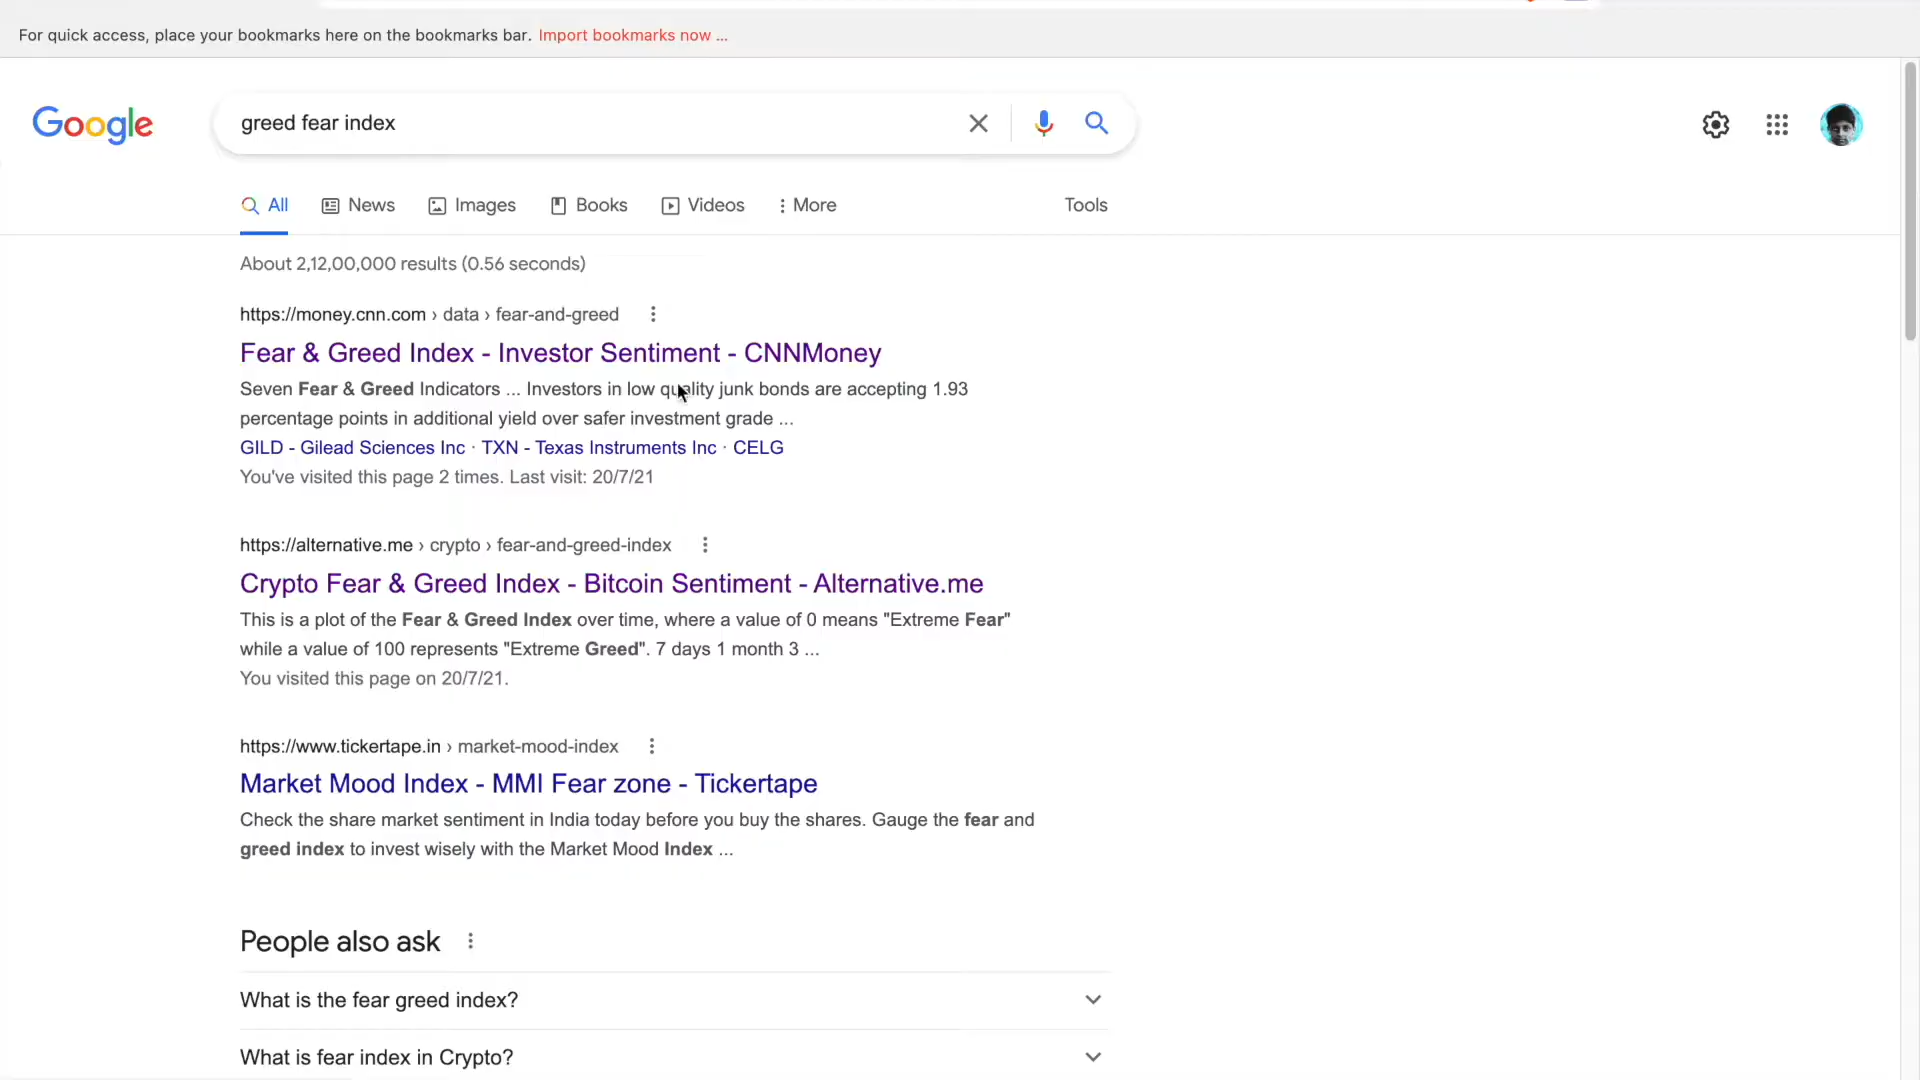 For quick access, place your bookmarks here on the bookmarks bar. Import bookmarks now ...
Google
greed fear index
All News Images Books Videos More Tools
About 2,12,00,000 results (0.56 seconds)
https://money.cnn.com › data › fear-and-greed
Fear & Greed Index - Investor Sentiment - CNNMoney
Seven Fear & Greed Indicators ... Investors in low quality junk bonds are accepting 1.93
percentage points in additional yield over safer investment grade ...
GILD - Gilead Sciences Inc · TXN - Texas Instruments Inc · CELG
You've visited this page 2 times. Last visit: 20/7/21
https://alternative.me › crypto › fear-and-greed-index
Crypto Fear & Greed Index - Bitcoin Sentiment - Alternative.me
This is a plot of the Fear & Greed Index over time, where a value of 0 means "Extreme Fear"
while a value of 100 represents "Extreme Greed". 7 days 1 month 3 ...
You visited this page on 20/7/21.
https://www.tickertape.in › market-mood-index
Market Mood Index - MMI Fear zone - Tickertape
Check the share market sentiment in India today before you buy the shares. Gauge the fear and
greed index to invest wisely with the Market Mood Index ...
People also ask
What is the fear greed index?
What is fear index in Crypto?